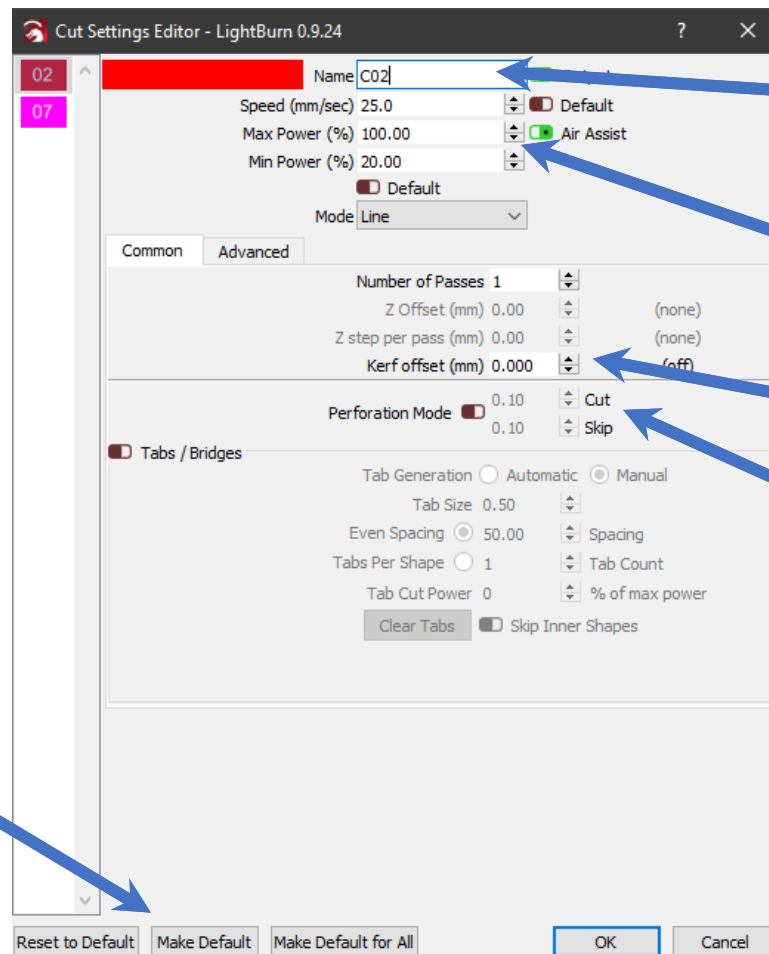 Cut Settings Editor - LightBurn 0.9.24 ? ×
02
07
Name C02
Speed (mm/sec) 25.0 Default
Max Power (%) 100.00 Air Assist
Min Power (%) 20.00
Default
Mode Line
Common Advanced
Number of Passes 1
Z Offset (mm) 0.00 (none)
Z step per pass (mm) 0.00 (none)
Kerf offset (mm) 0.000 (off)
Perforation Mode 0.10 Cut
0.10 Skip
Tabs / Bridges
Tab Generation Automatic Manual
Tab Size 0.50
Even Spacing 50.00 Spacing
Tabs Per Shape 1 Tab Count
Tab Cut Power 0 % of max power
Clear Tabs Skip Inner Shapes
Reset to Default Make Default Make Default for All OK Cancel